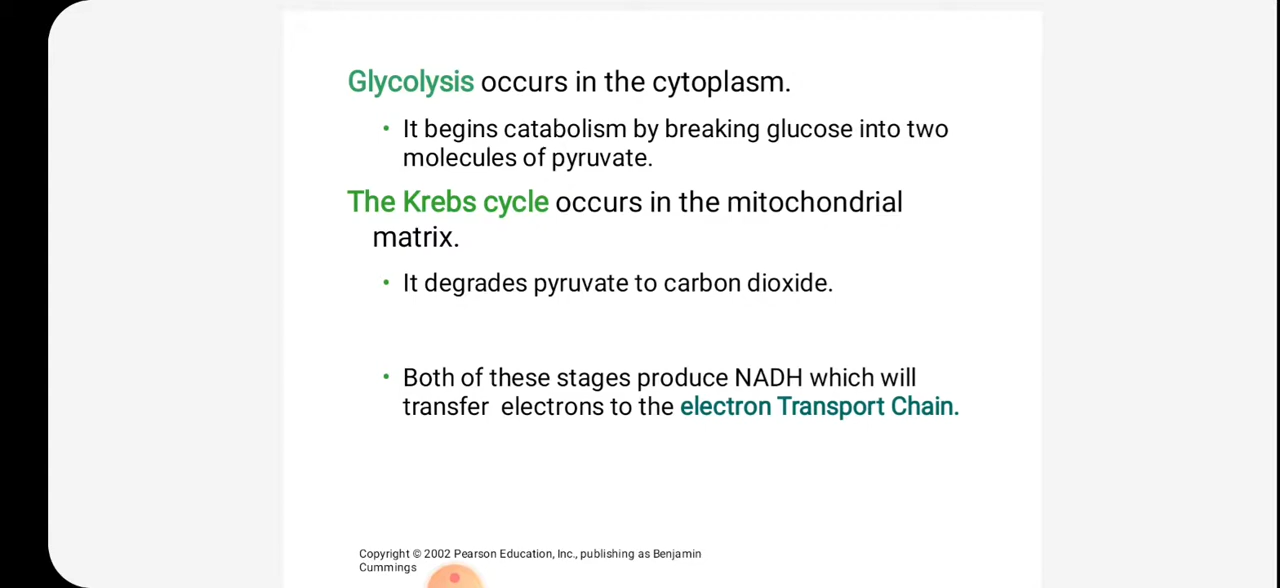 Glycolysis occurs in the cytoplasm.
• It begins catabolism by breaking glucose into two
molecules of pyruvate.
The Krebs cycle occurs in the mitochondrial
matrix.
• It degrades pyruvate to carbon dioxide.
• Both of these stages produce NADH which will
transfer electrons to the electron Transport Chain.
Copyright © 2002 Pearson Education, Inc., publishing as Benjamin
Cummings